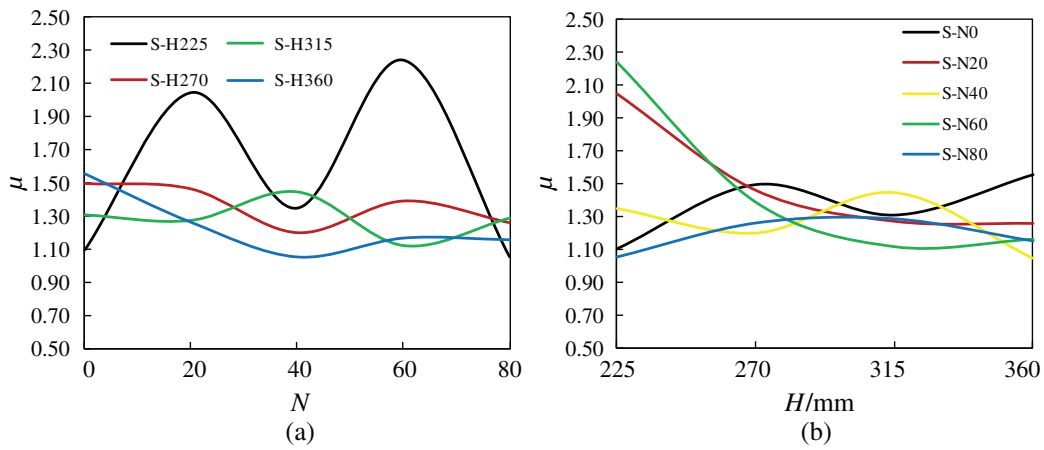 2.50
2.30
2.10
1.90
1.70
1.50
1.30
1.10
0.90
0.70
0.50
μ
S-H225
S-H315
S-H270
S-H360
0 20 40 60 80
N
(a)
2.50
2.30
2.10
1.90
1.70
1.50
1.30
1.10
0.90
0.70
0.50
μ
S-N0
S-N20
S-N40
S-N60
S-N80
225 270 315 360
H/mm
(b)